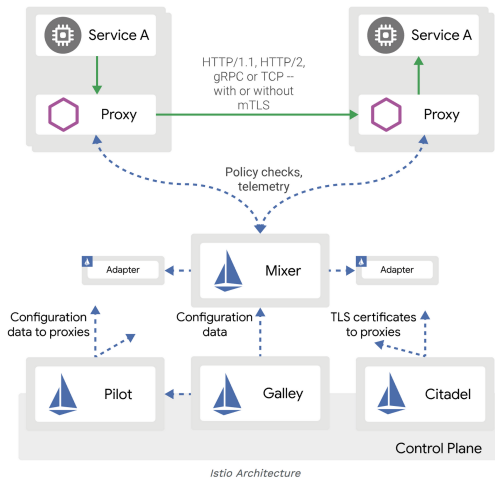 Service A
Service A
HTTP/1.1, HTTP/2,
gRPC or TCP --
with or without
mTLS
Proxy
Proxy
Policy checks,
telemetry
Mixer
Adapter
Adapter
Configuration
data to proxies
Configuration
data
TLS certificates
to proxies
Pilot
Galley
Citadel
Control Plane
Istio Architecture